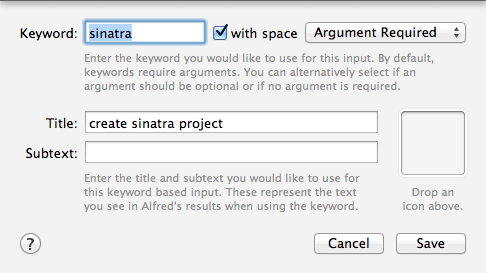 Keyword: sinatra with space Argument Required
Enter the keyword you would like to use for this input. By default,
keywords require arguments. You can alternatively select if an
argument should be optional or if no argument is required.
Title: create sinatra project
Subtext:
Enter the title and subtext you would like to use for
this keyword based input. These represent the text
you see in Alfred's results when using the keyword.
Drop an
icon above.
? Cancel Save